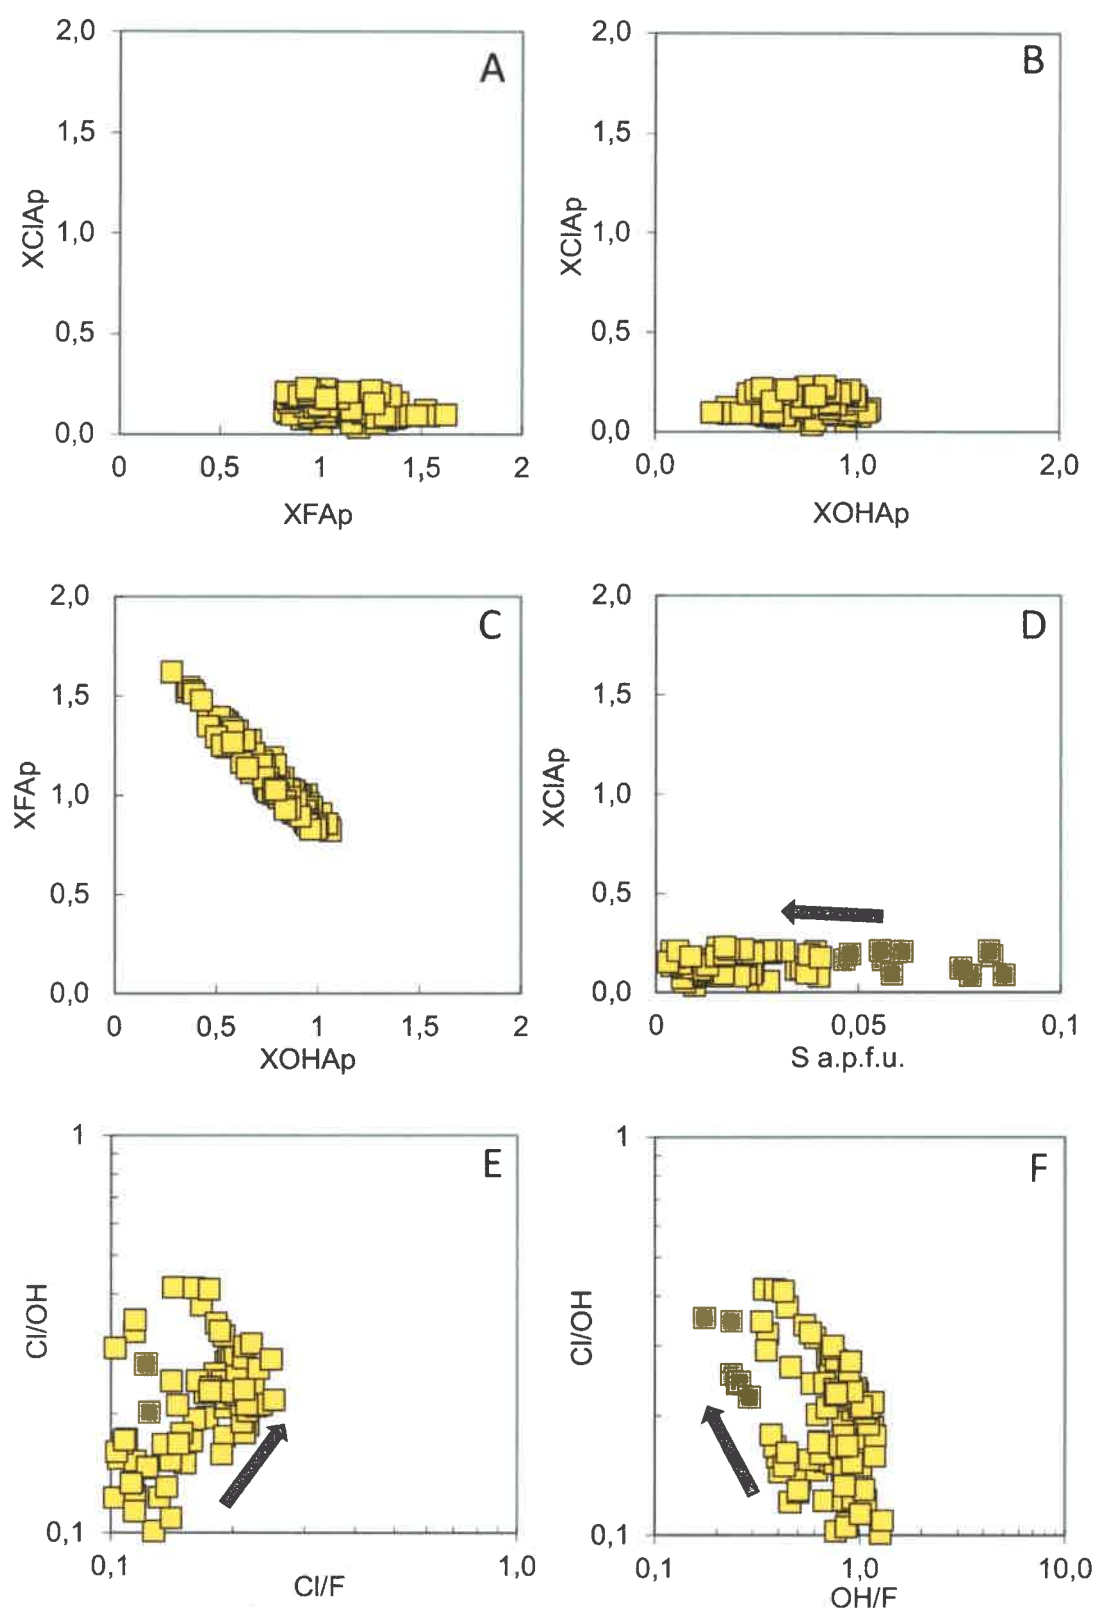 2,0
A
1,5
XClAp
1,0
0,5
0,0
0 0,5 1 1,5 2
XFAp
2,0
B
1,5
XClAp
1,0
0,5
0,0
0,0 1,0 2,0
XOHAp
2,0
C
1,5
XFAp
1,0
0,5
0,0
0 0,5 1 1,5 2
XOHAp
2,0
D
1,5
XClAp
1,0
0,5
0,0
0 0,05 0,1
S a.p.f.u.
1
E
Cl/OH
0,1
0,1 1,0
Cl/F
1
F
Cl/OH
0,1
0,1 1,0 10,0
OH/F